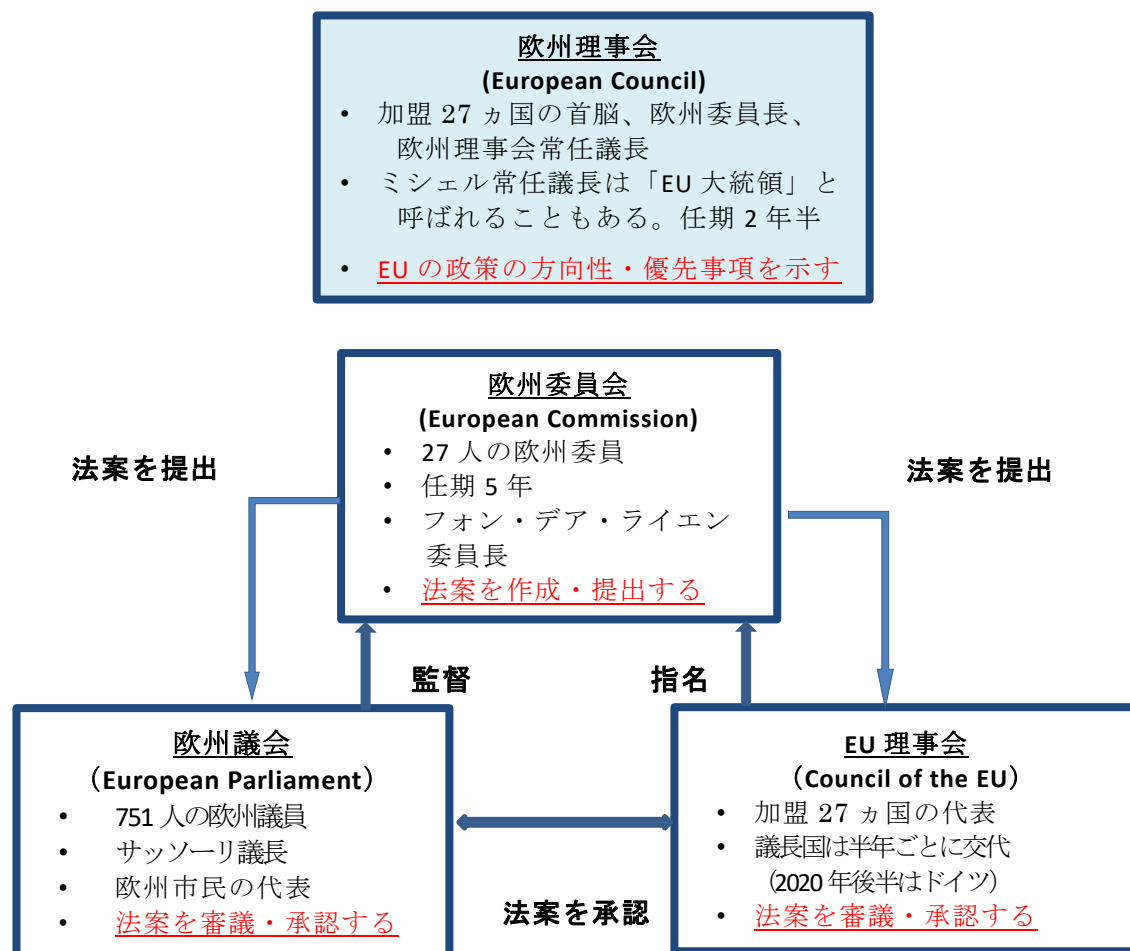 欧州理事会
(European Council)
• 加盟 27 ヵ国の首脳、欧州委員長、
欧州理事会常任議長
• ミシェル常任議長は「EU 大統領」と
呼ばれることもある。任期 2 年半
• EU の政策の方向性・優先事項を示す
欧州委員会
(European Commission)
• 27 人の欧州委員
• 任期 5 年
• フォン・デア・ライエン
委員長
• 法案を作成・提出する
法案を提出
法案を提出
監督
指名
欧州議会
（European Parliament）
• 751 人の欧州議員
• サッソーリ議長
• 欧州市民の代表
• 法案を審議・承認する
法案を承認
EU 理事会
（Council of the EU）
• 加盟 27 ヵ国の代表
• 議長国は半年ごとに交代
（2020 年後半はドイツ）
• 法案を審議・承認する